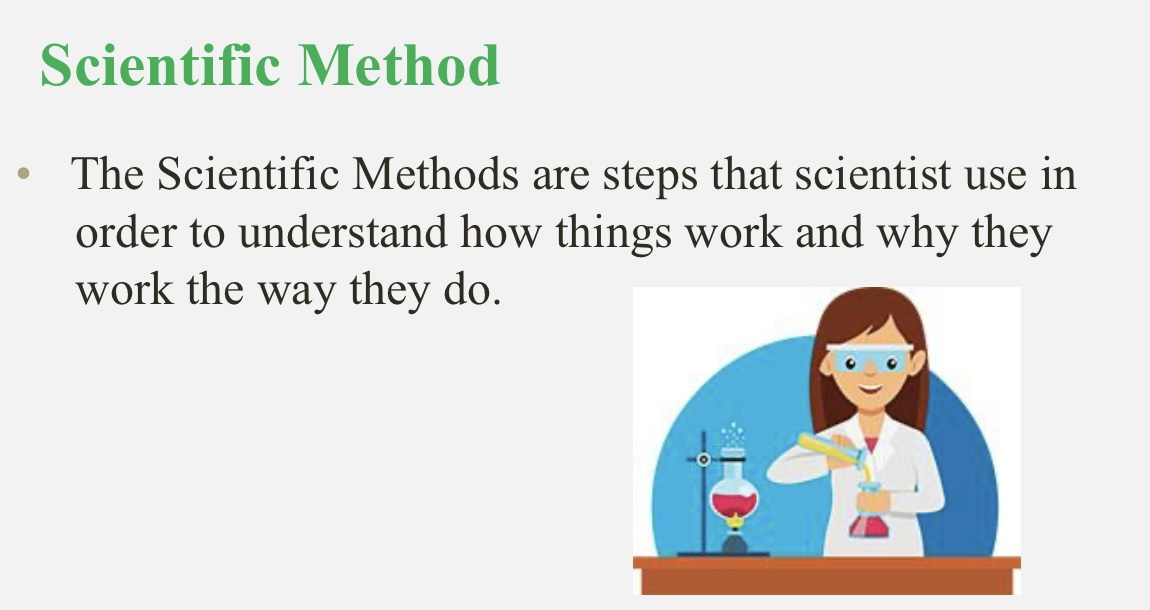 Scientific Method
• The Scientific Methods are steps that scientist use in
order to understand how things work and why they
work the way they do.